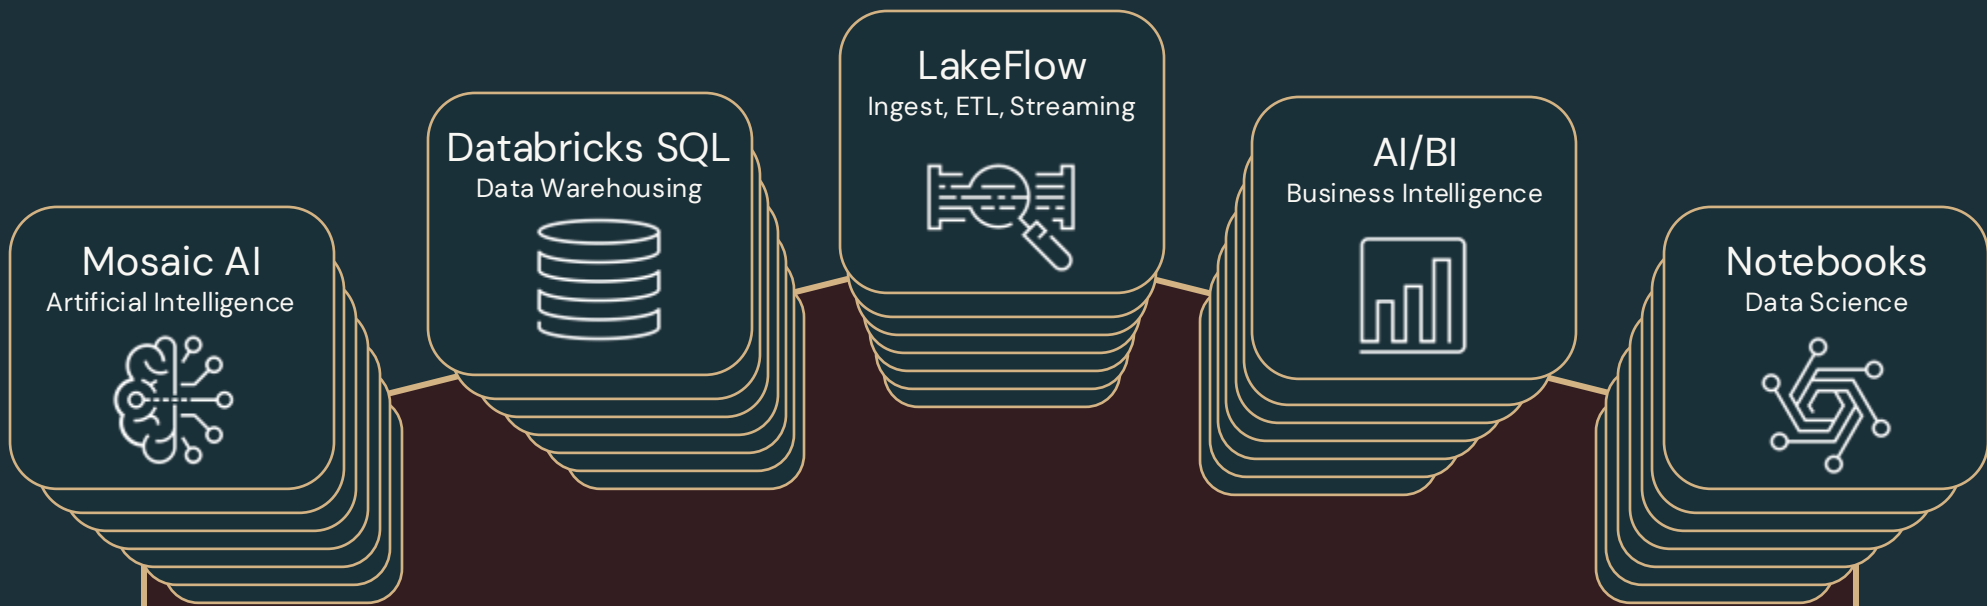 Mosaic AI
Artificial Intelligence
Databricks SQL
Data Warehousing
LakeFlow
Ingest, ETL, Streaming
AI/BI
Business Intelligence
Notebooks
Data Science